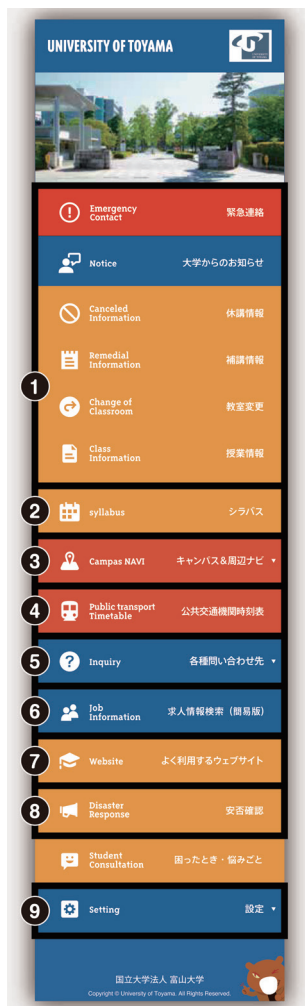 UNIVERSITY OF TOYAMA
Emergency
Contact
緊急連絡
Notice
大学からのお知らせ
Canceled
Information
休講情報
Remedial
Information
補講情報
1
Change of
Classroom
教室変更
Class
Information
授業情報
2
syllabus
シラバス
3
Campas NAVI
キャンパス&周辺ナビ
4
Public transport
Timetable
公共交通機関時刻表
5
Inquiry
各種問い合わせ先
6
Job
Information
求人情報検索（簡易版）
7
Website
よく利用するウェブサイト
8
Disaster
Response
安否確認
Student
Consultation
困ったとき・悩みごと
9
Setting
設定
国立大学法人 富山大学
Copyright © University of Toyama. All Rights Reserved.